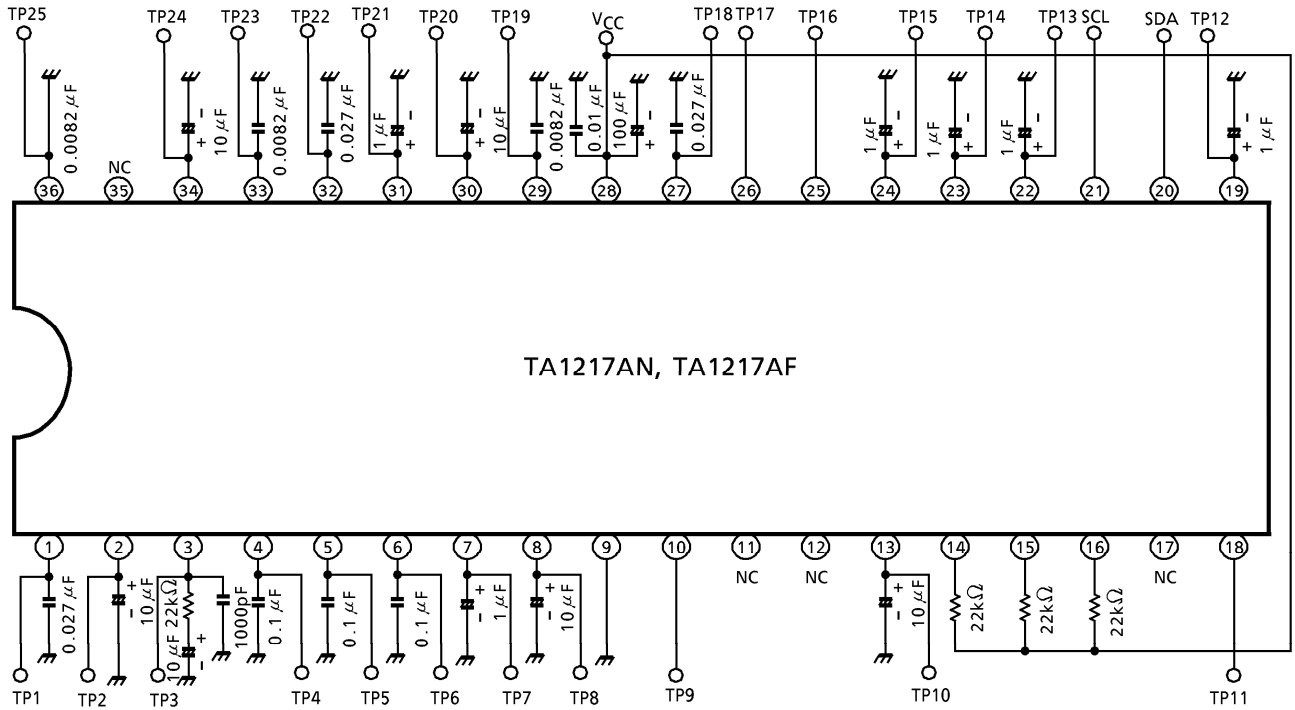 TP25 TP24 TP23 TP22 TP21 TP20 TP19 VCC TP18 TP17 TP16 TP15 TP14 TP13 SCL SDA TP12
0.0082 μF
NC
- + 10 μF
0.0082 μF
0.027 μF
1 μF - +
- + 10 μF
0.0082 μF
0.01 μF
100 μF - +
0.027 μF
1 μF - +
1 μF - +
1 μF - +
- + 1 μF
36 35 34 33 32 31 30 29 28 27 26 25 24 23 22 21 20 19
TA1217AN, TA1217AF
1 2 3 4 5 6 7 8 9 10 11 12 13 14 15 16 17 18
NC NC NC
0.027 μF
+ - 10 μF
22kΩ
10 μF + -
1000pF
0.1 μF
0.1 μF
0.1 μF
+ - 1 μF
+ - 10 μF
+ - 10 μF
22kΩ
22kΩ
22kΩ
TP1 TP2 TP3 TP4 TP5 TP6 TP7 TP8 TP9 TP10 TP11